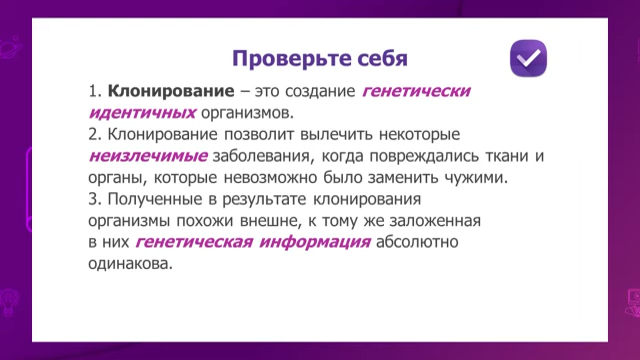 Проверьте себя
1. Клонирование – это создание генетически
идентичных организмов.
2. Клонирование позволит вылечить некоторые
неизлечимые заболевания, когда повреждались ткани и
органы, которые невозможно было заменить чужими.
3. Полученные в результате клонирования
организмы похожи внешне, к тому же заложенная
в них генетическая информация абсолютно
одинакова.